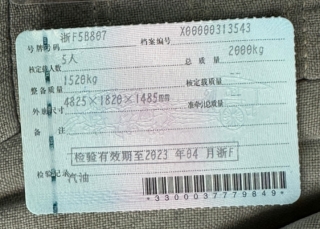 号牌号码 浙F5B807 档案编号 X00000313543
核定载人数 5人 总质量 2000kg
整备质量 1520kg 核定载质量 --
外廓尺寸 4825×1820×1485mm 准牵引总质量 --
备注
检验有效期至2023年04月浙F
检验记录 汽油
*3300037779849*